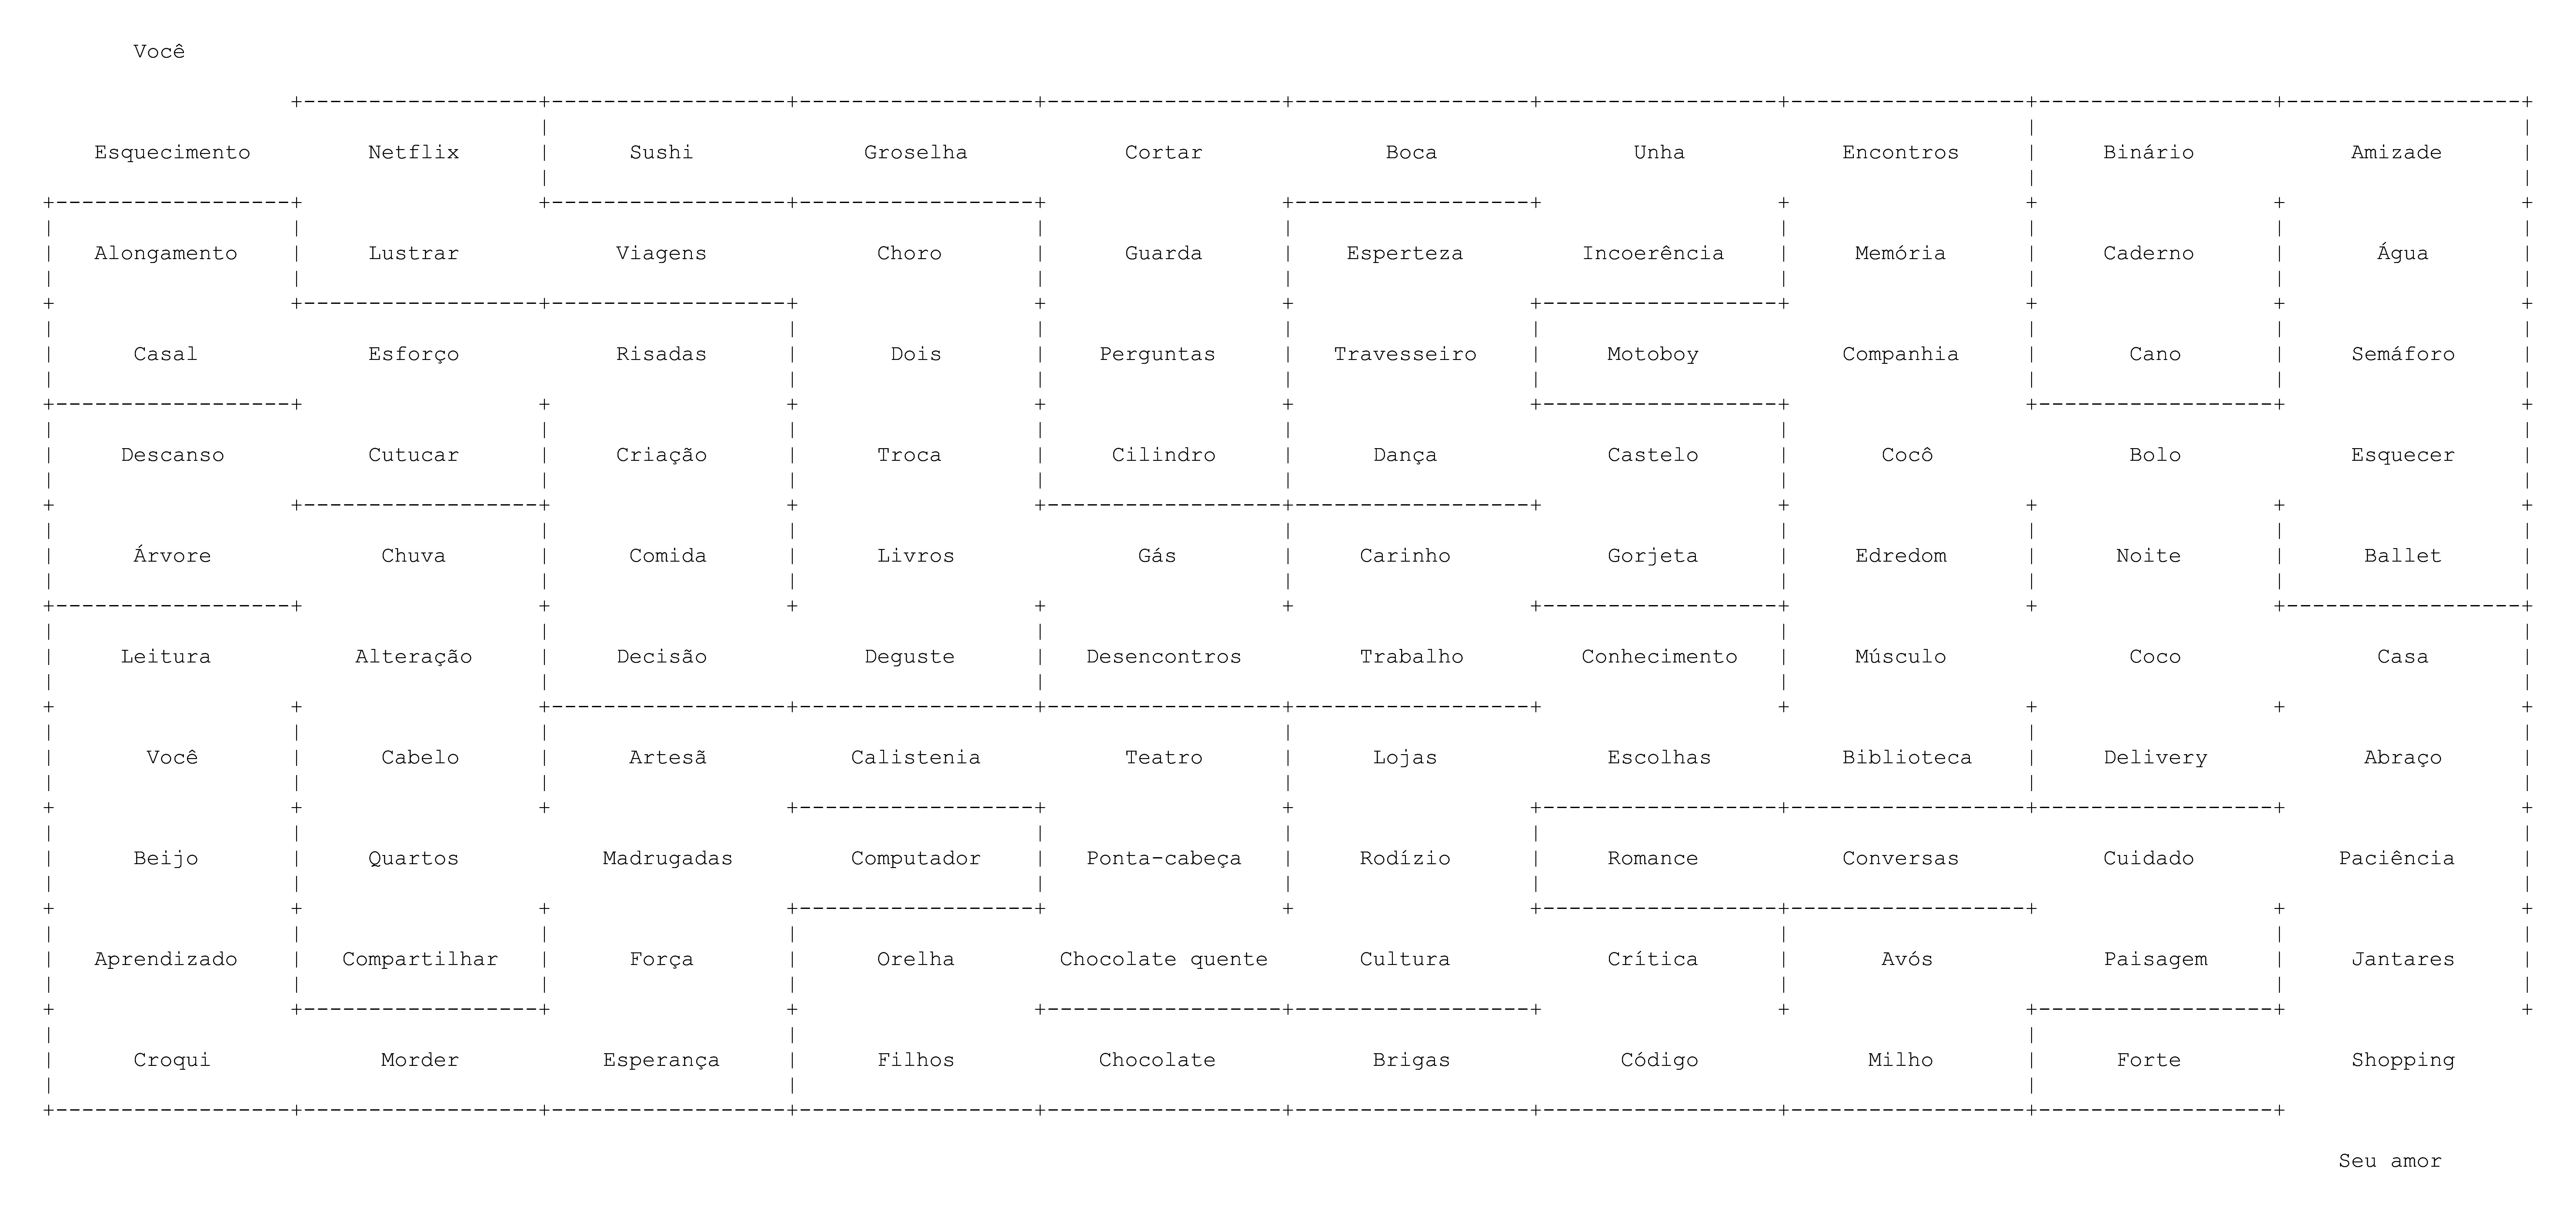 Você
Esquecimento Netflix Sushi Groselha Cortar Boca Unha Encontros Binário Amizade
Alongamento Lustrar Viagens Choro Guarda Esperteza Incoerência Memória Caderno Água
Casal Esforço Risadas Dois Perguntas Travesseiro Motoboy Companhia Cano Semáforo
Descanso Cutucar Criação Troca Cilindro Dança Castelo Cocô Bolo Esquecer
Árvore Chuva Comida Livros Gás Carinho Gorjeta Edredom Noite Ballet
Leitura Alteração Decisão Deguste Desencontros Trabalho Conhecimento Músculo Coco Casa
Você Cabelo Artesã Calistenia Teatro Lojas Escolhas Biblioteca Delivery Abraço
Beijo Quartos Madrugadas Computador Ponta-cabeça Rodízio Romance Conversas Cuidado Paciência
Aprendizado Compartilhar Força Orelha Chocolate quente Cultura Crítica Avós Paisagem Jantares
Croqui Morder Esperança Filhos Chocolate Brigas Código Milho Forte Shopping
Seu amor